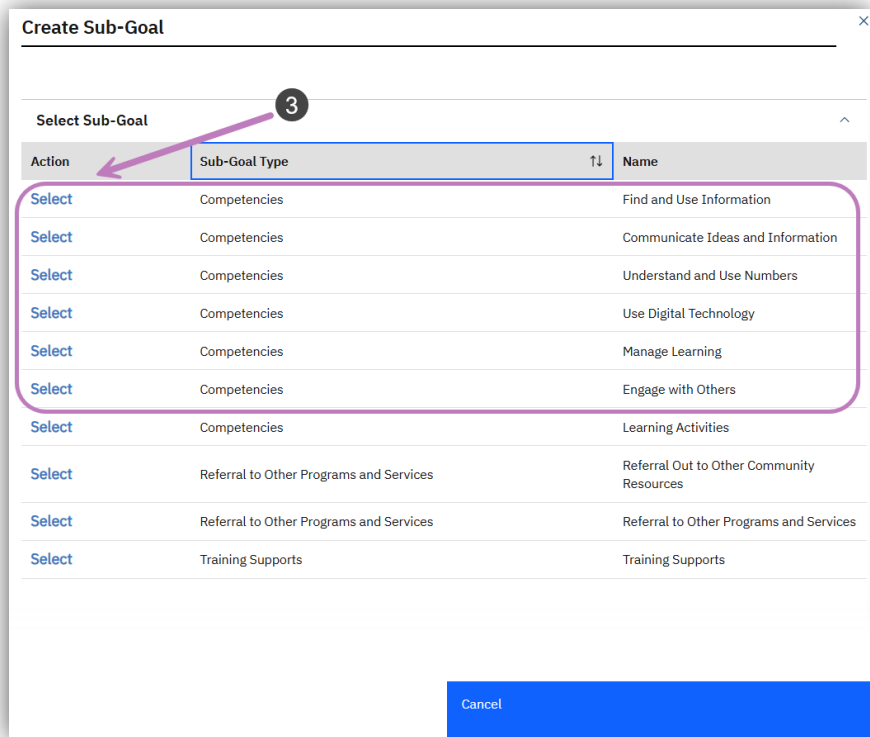 Create Sub-Goal
3
Select Sub-Goal
Action Sub-Goal Type Name
Select Competencies Find and Use Information
Select Competencies Communicate Ideas and Information
Select Competencies Understand and Use Numbers
Select Competencies Use Digital Technology
Select Competencies Manage Learning
Select Competencies Engage with Others
Select Competencies Learning Activities
Select Referral to Other Programs and Services Referral Out to Other Community
Resources
Select Referral to Other Programs and Services Referral to Other Programs and Services
Select Training Supports Training Supports
Cancel